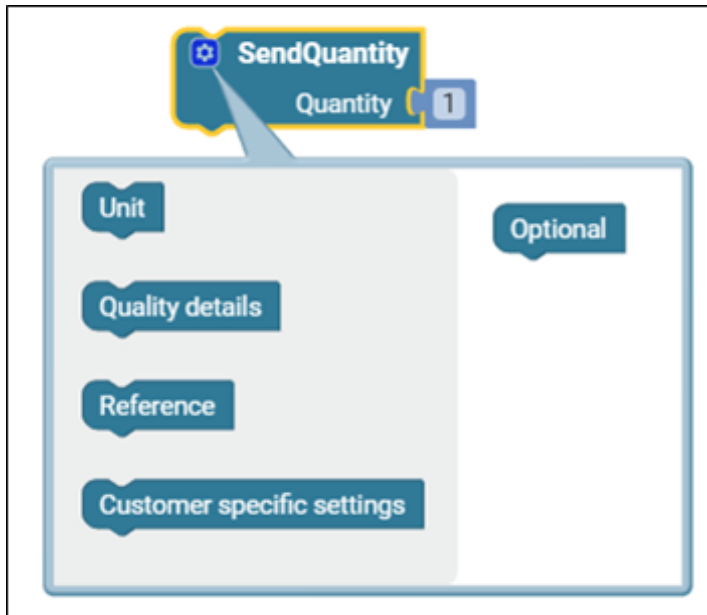 SendQuantity
Quantity 1
Unit
Optional
Quality details
Reference
Customer specific settings